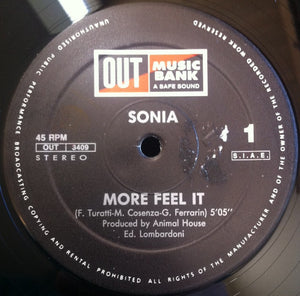 UNAUTHORISED PUBLIC PERFORMANCE BROADCASTING COPYING AND RENTAL PROHIBITED ALL RIGHTS OF THE MANUFACTURER AND OF THE OWNER OF THE RECORDED WORK RESERVED
OUT
MUSIC
BANK
A SAFE SOUND
SONIA
45 RPM
OUT 3409
STEREO
1
S.I.A.E.
MORE FEEL IT
(F. Turatti-M. Cosenza-G. Ferrarin) 5'05"
Produced by Animal House
Ed. Lombardoni